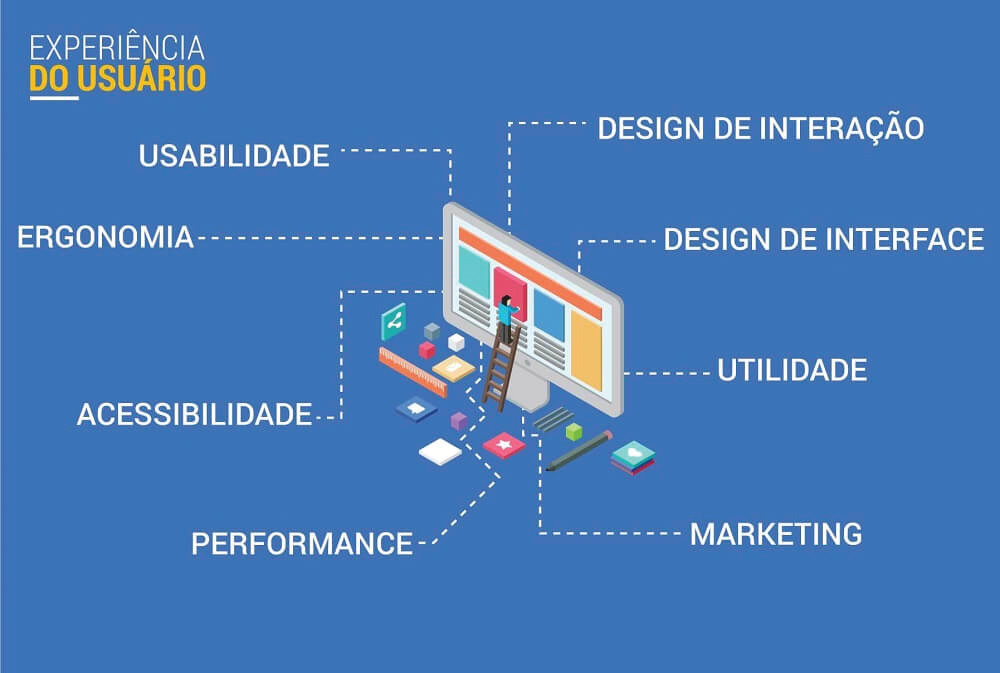 EXPERIÊNCIA
DO USUÁRIO
USABILIDADE
DESIGN DE INTERAÇÃO
ERGONOMIA
DESIGN DE INTERFACE
UTILIDADE
ACESSIBILIDADE
PERFORMANCE
MARKETING